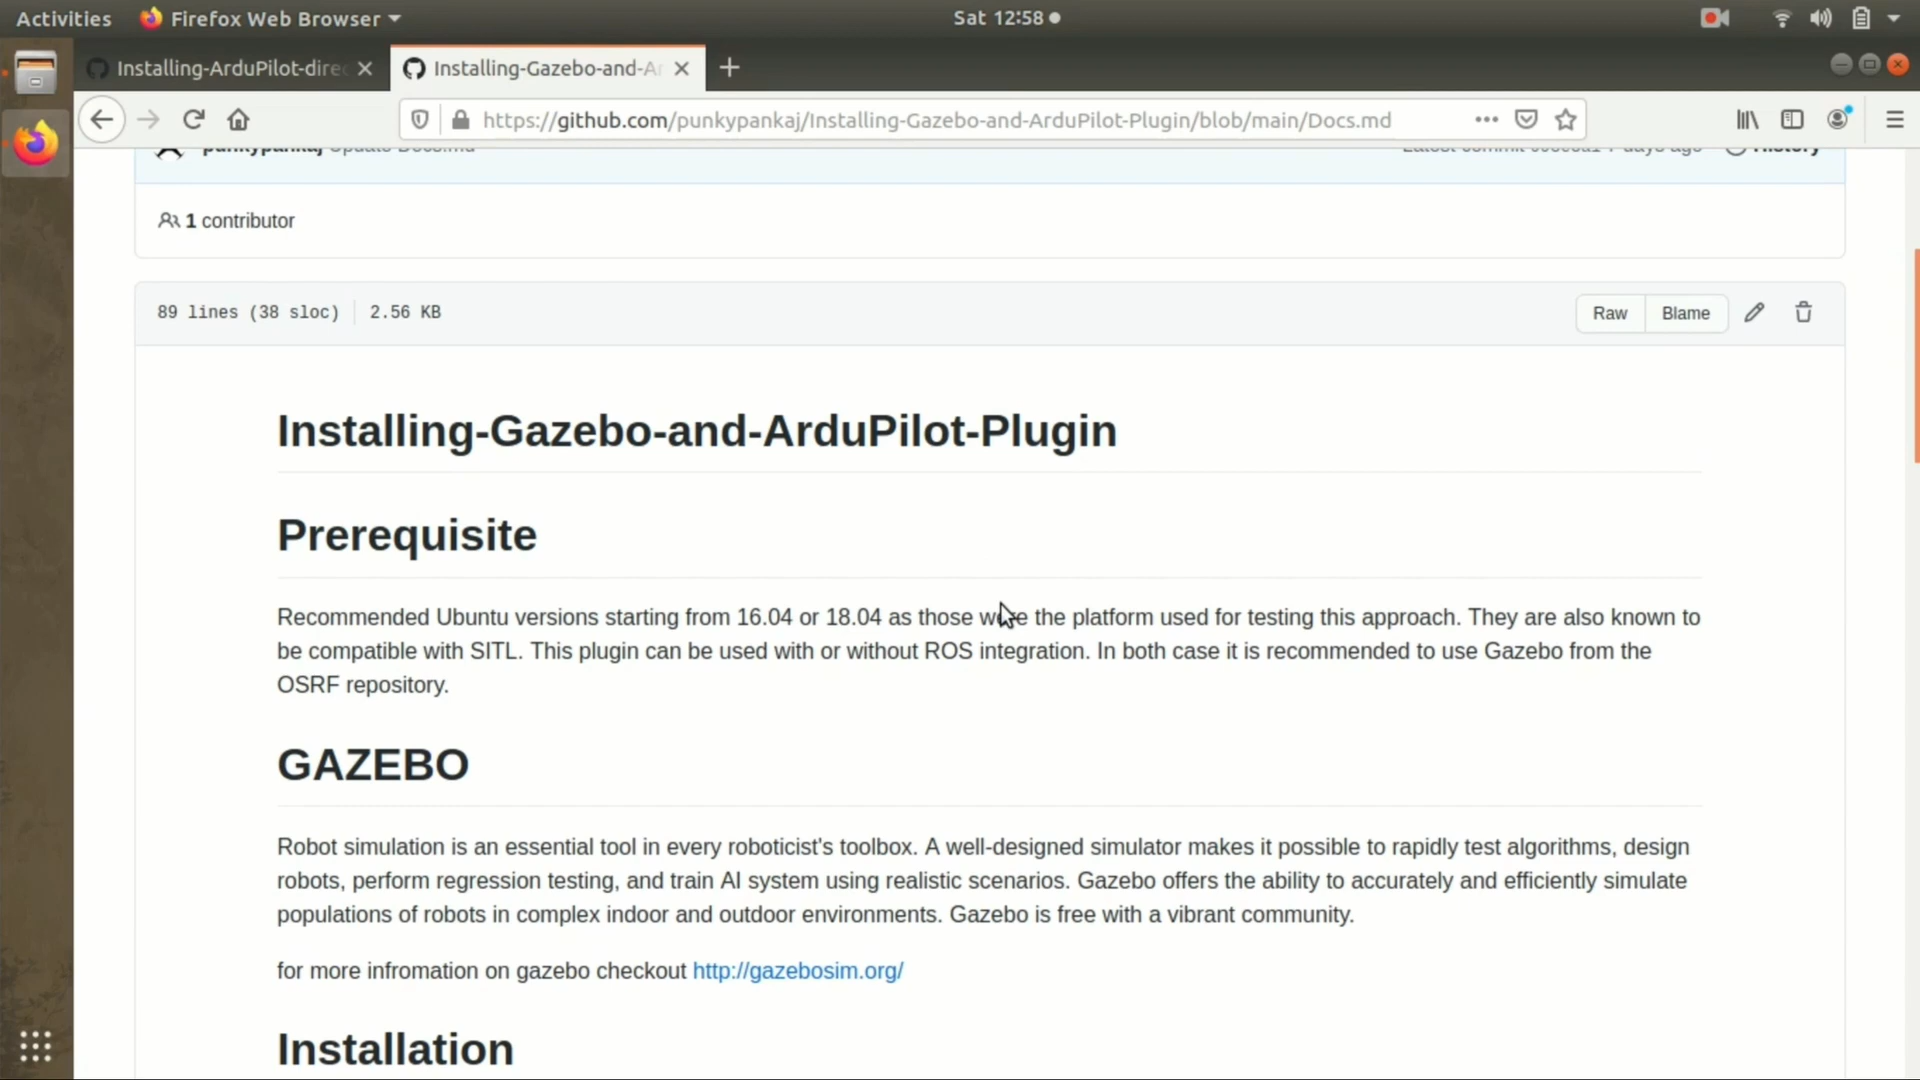 Activities
Firefox Web Browser
Sat 12:58
Installing-ArduPilot-direc
Installing-Gazebo-and-Ar
https://github.com/punkypankaj/Installing-Gazebo-and-ArduPilot-Plugin/blob/main/Docs.md
punkypankaj Update Docs.md
History
1 contributor
89 lines (38 sloc)
2.56 KB
Raw
Blame
Installing-Gazebo-and-ArduPilot-Plugin
Prerequisite
Recommended Ubuntu versions starting from 16.04 or 18.04 as those were the platform used for testing this approach. They are also known to
be compatible with SITL. This plugin can be used with or without ROS integration. In both case it is recommended to use Gazebo from the
OSRF repository.
GAZEBO
Robot simulation is an essential tool in every roboticist's toolbox. A well-designed simulator makes it possible to rapidly test algorithms, design
robots, perform regression testing, and train AI system using realistic scenarios. Gazebo offers the ability to accurately and efficiently simulate
populations of robots in complex indoor and outdoor environments. Gazebo is free with a vibrant community.
for more infromation on gazebo checkout http://gazebosim.org/
Installation